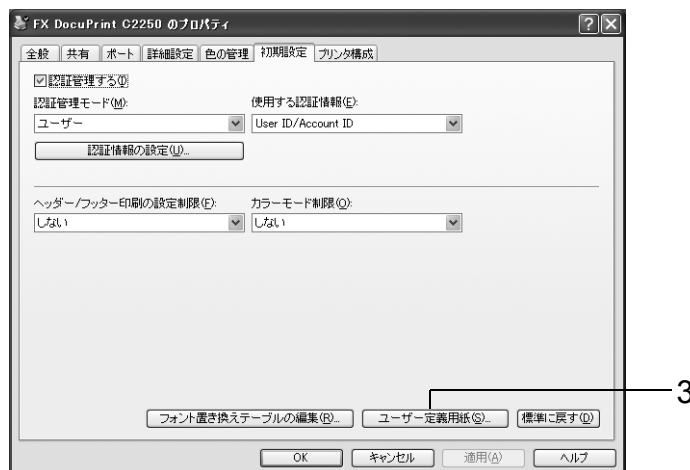 FX DocuPrint C2250 のプロパティ
全般 共有 ポート 詳細設定 色の管理 初期設定 プリンタ構成
認証管理する(I)
認証管理モード(M): 使用する認証情報(E):
ユーザー User ID/Account ID
認証情報の設定(U)...
ヘッダー/フッター印刷の設定制限(F): カラーモード制限(O):
しない しない
3
フォント置き換えテーブルの編集(R)... ユーザー定義用紙(S)... 標準に戻す(D)
OK キャンセル 適用(A) ヘルプ